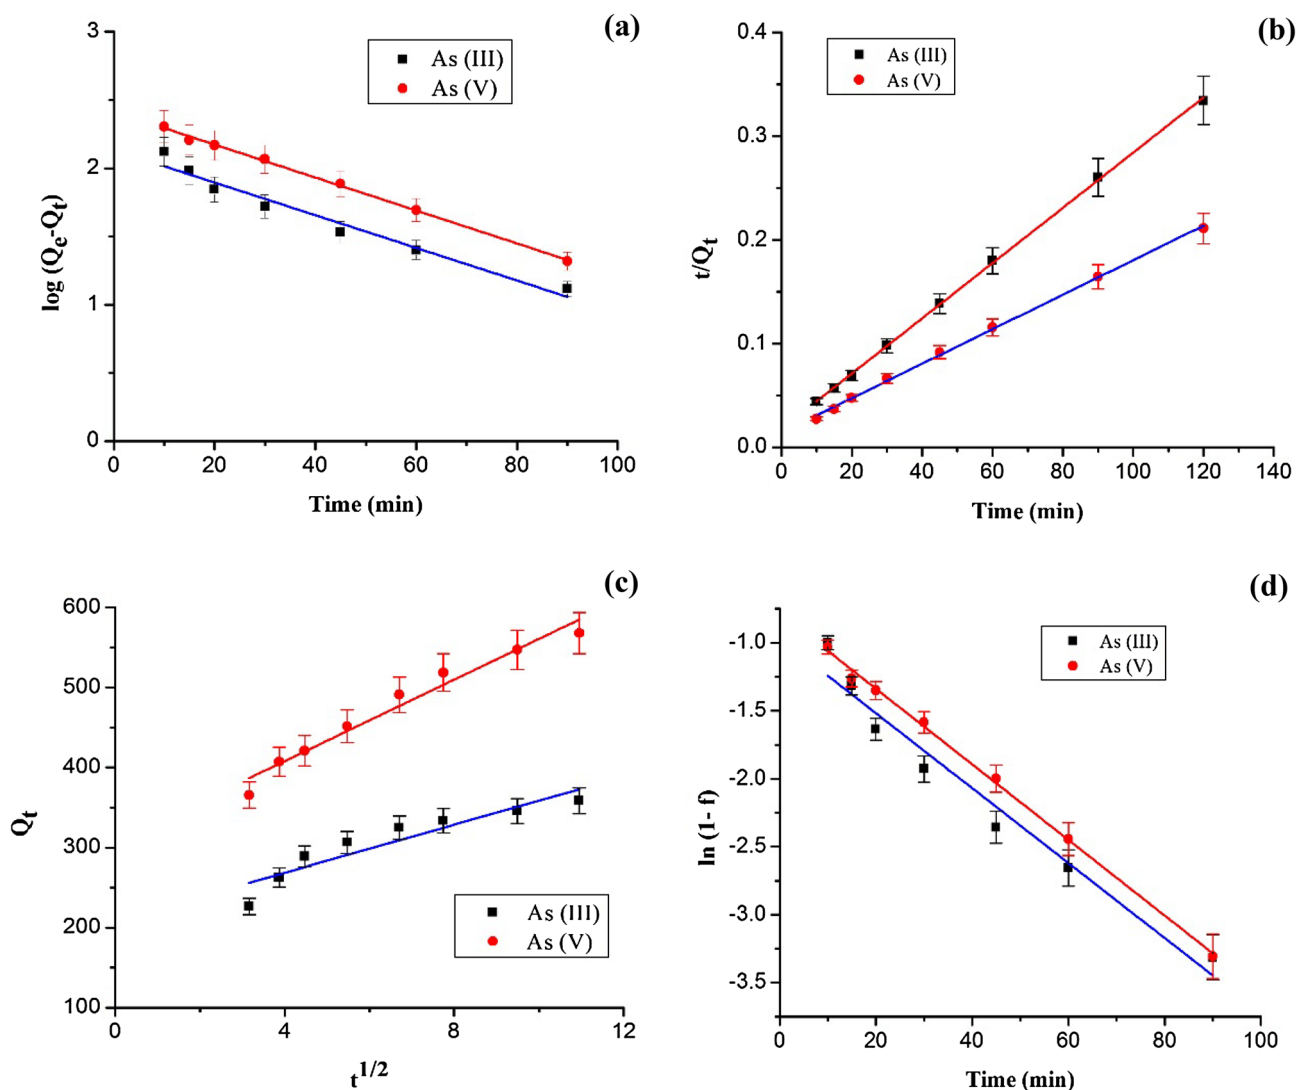 (a)
3
2
1
0
log (Qe-Qt)
As (III)
As (V)
0 20 40 60 80 100
Time (min)
(b)
0.4
0.3
0.2
0.1
0.0
t/Qt
As (III)
As (V)
0 20 40 60 80 100 120 140
Time (min)
(c)
600
500
400
300
200
100
Qt
As (III)
As (V)
0 4 8 12
t1/2
(d)
-1.0
-1.5
-2.0
-2.5
-3.0
-3.5
ln (1- f)
As (III)
As (V)
0 20 40 60 80 100
Time (min)